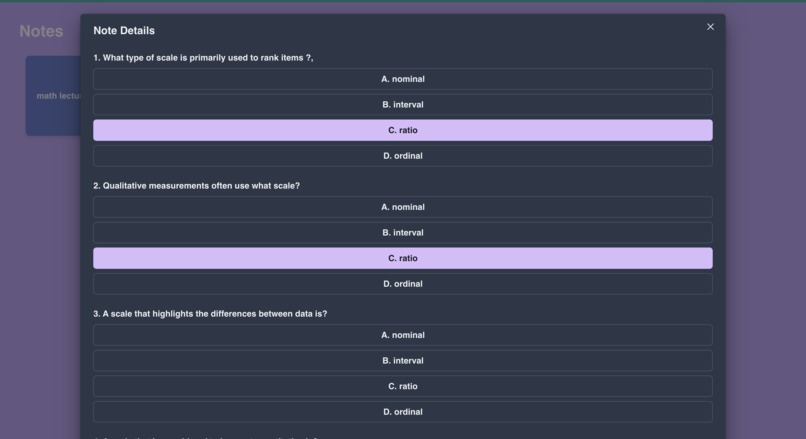 Notes
Note Details
math lectu
1. What type of scale is primarily used to rank items ?,
A. nominal
B. interval
C. ratio
D. ordinal
2. Qualitative measurements often use what scale?
A. nominal
B. interval
C. ratio
D. ordinal
3. A scale that highlights the differences between data is?
A. nominal
B. interval
C. ratio
D. ordinal